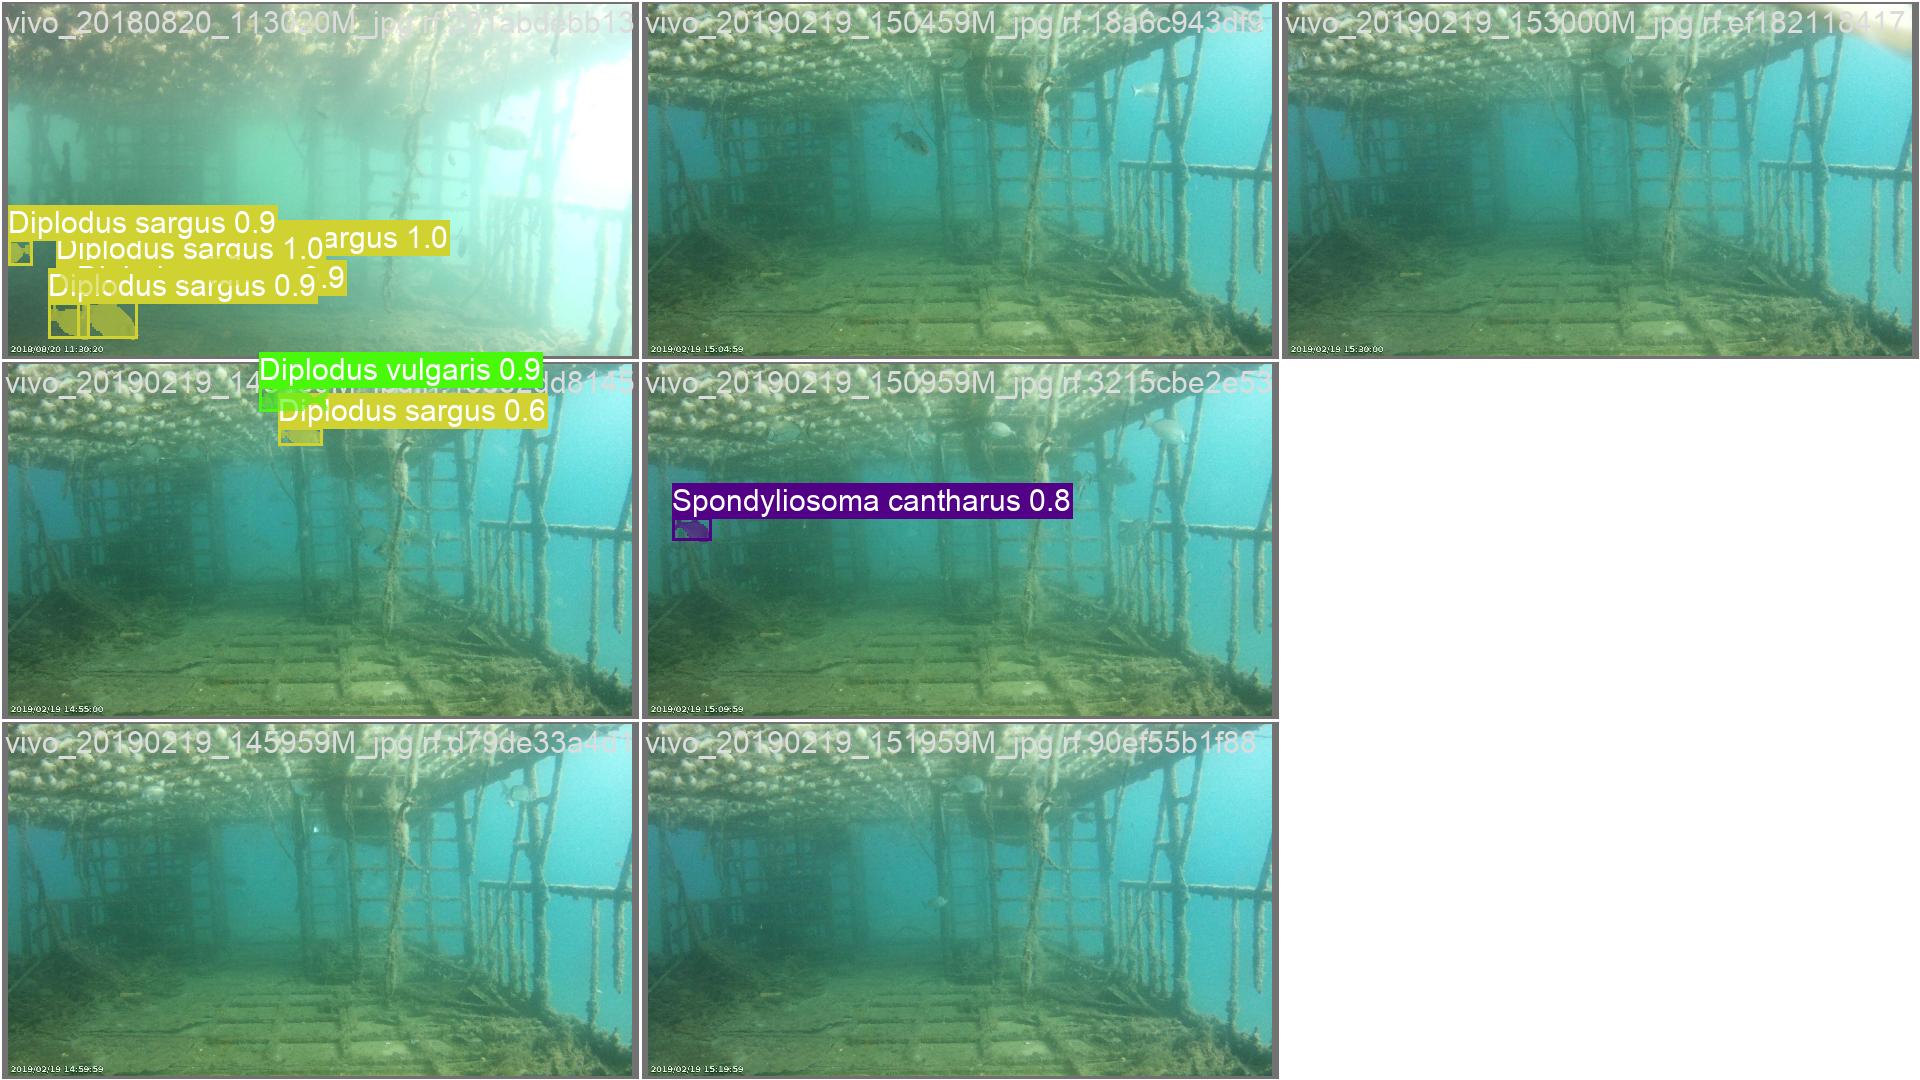 vivo_20180820_113020M_jpg.rf.
vivo_20190219_150459M_jpg.rf.18a6c943df9
vivo_20190219_153000M_jpg.rf.ef182118417
Diplodus sargus 0.9
argus 1.0
Diplodus sargus 1.0
.9
Diplodus sargus 0.9
2018/08/20 11:30:20
2019/02/19 15:04:59
2019/02/19 15:30:00
Diplodus vulgaris 0.9
vivo_20190219_14
Diplodus sargus 0.6
vivo_20190219_150959M_jpg.rf.3215cbe2e53
Spondyliosoma cantharus 0.8
2019/02/19 14:55:00
2019/02/19 15:09:59
vivo_20190219_145959M_jpg.rf.d79de33a4d1
vivo_20190219_151959M_jpg.rf.90ef55b1f88
2019/02/19 14:59:59
2019/02/19 15:19:59